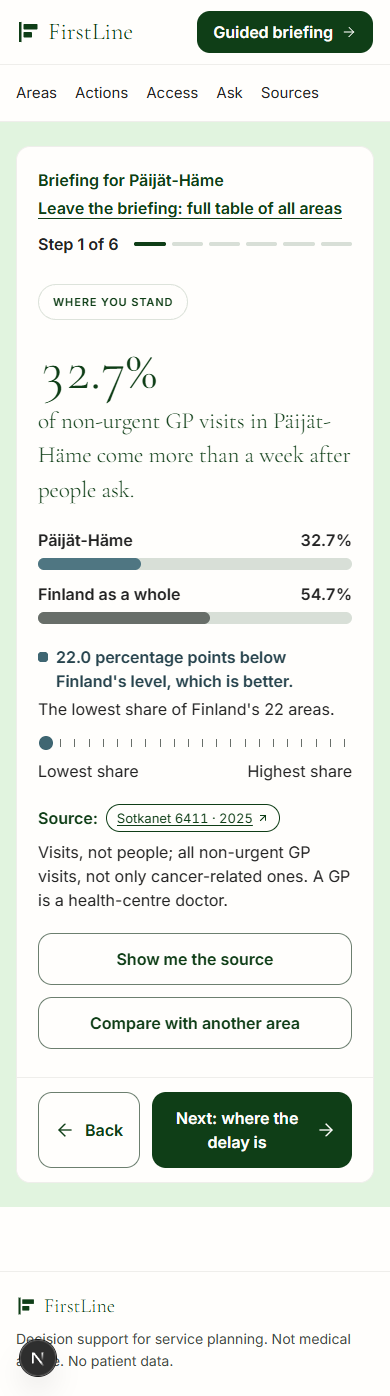 FirstLine
Guided briefing →
Areas Actions Access Ask Sources
Briefing for Päijät-Häme
Leave the briefing: full table of all areas
Step 1 of 6
WHERE YOU STAND
32.7%
of non-urgent GP visits in Päijät-
Häme come more than a week after
people ask.
Päijät-Häme 32.7%
Finland as a whole 54.7%
22.0 percentage points below
Finland's level, which is better.
The lowest share of Finland's 22 areas.
Lowest share Highest share
Source: Sotkanet 6411 · 2025 ↗
Visits, not people; all non-urgent GP
visits, not only cancer-related ones. A GP
is a health-centre doctor.
Show me the source
Compare with another area
← Back
Next: where the
delay is →
FirstLine
Decision support for service planning. Not medical
N
No patient data.